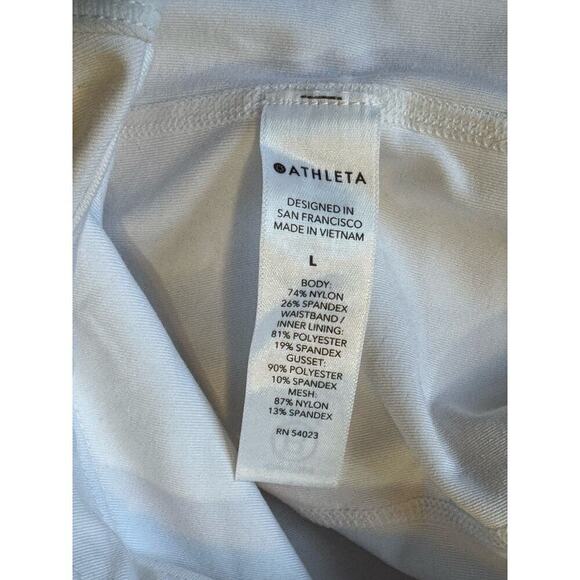 ATHLETA
DESIGNED IN
SAN FRANCISCO
MADE IN VIETNAM
L
BODY:
74% NYLON
26% SPANDEX
WAISTBAND /
INNER LINING:
81% POLYESTER
19% SPANDEX
GUSSET:
90% POLYESTER
10% SPANDEX
MESH:
87% NYLON
13% SPANDEX
RN 54023